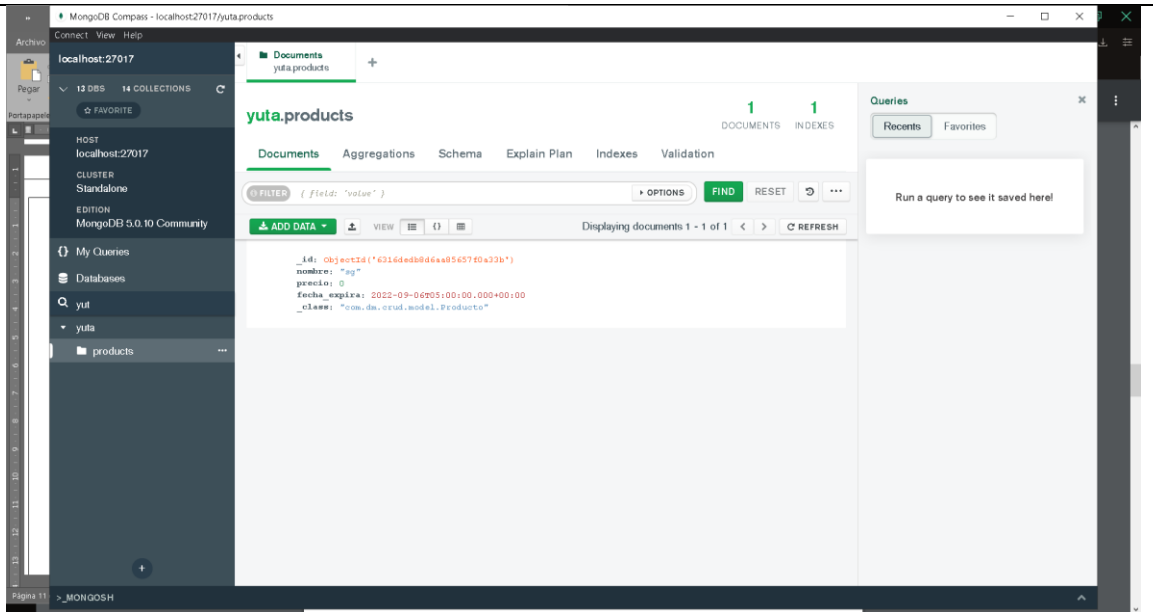 MongoDB Compass - localhost:27017/yuta.products
Archivo
Pegar
Portapapele
Página 11
Connect View Help
localhost:27017
13 DBS 14 COLLECTIONS
FAVORITE
HOST
localhost:27017
CLUSTER
Standalone
EDITION
MongoDB 5.0.10 Community
{} My Queries
Databases
yut
yuta
products
>_MONGOSH
Documents
yuta.products
yuta.products
1 DOCUMENTS
1 INDEXES
Documents Aggregations Schema Explain Plan Indexes Validation
FILTER { field: 'value' } OPTIONS FIND RESET
ADD DATA VIEW {} Displaying documents 1 - 1 of 1 < > REFRESH
_id: ObjectId('6316dedb8d6aa85657f0a33b')
nombre: "sg"
precio: 0
fecha_expira: 2022-09-06T05:00:00.000+00:00
_class: "com.dm.crud.model.Producto"
Queries
Recents Favorites
Run a query to see it saved here!